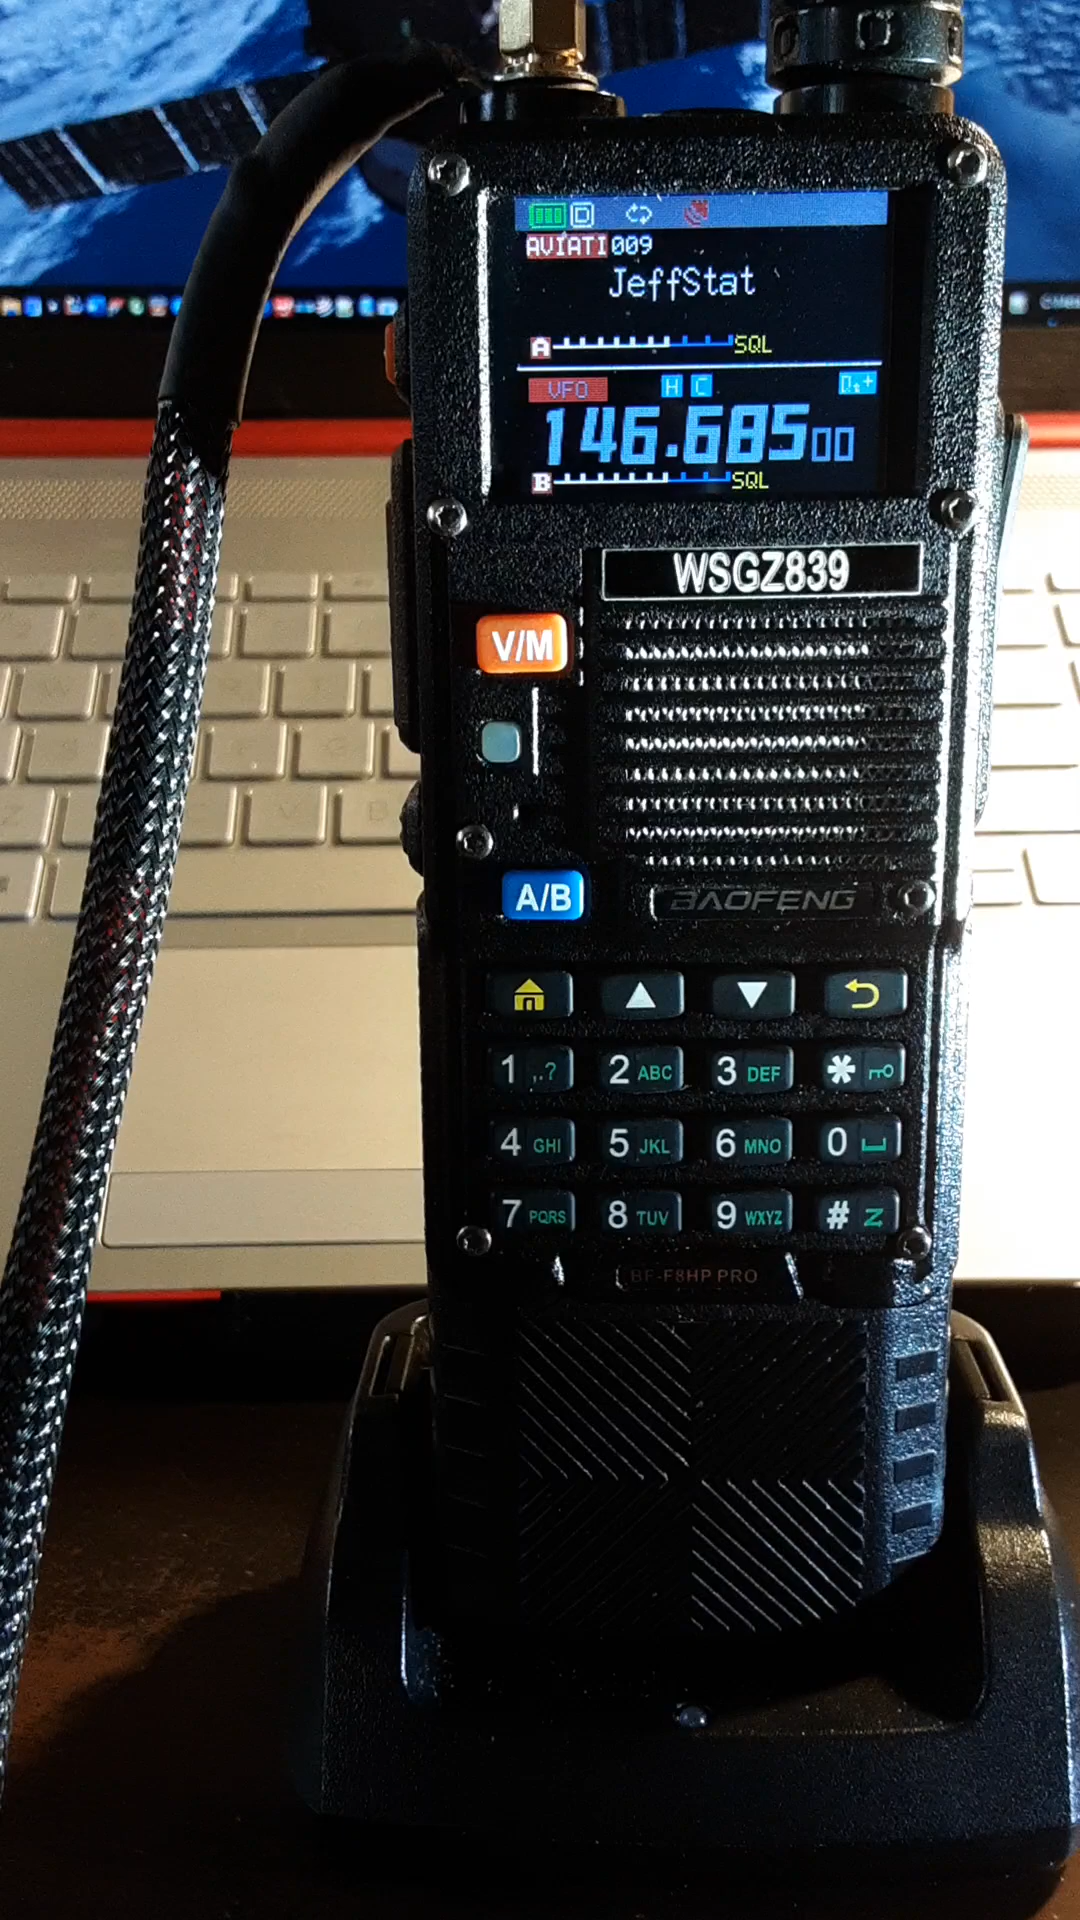 D
AVIATI 009
JeffStat
A SQL
VFO H C Dt+
146.68500
B SQL
WSGZ839
V/M
A/B
BAOFENG
1 ,.? 2 ABC 3 DEF *
4 GHI 5 JKL 6 MNO 0
7 PQRS 8 TUV 9 WXYZ #
BF-F8HP PRO